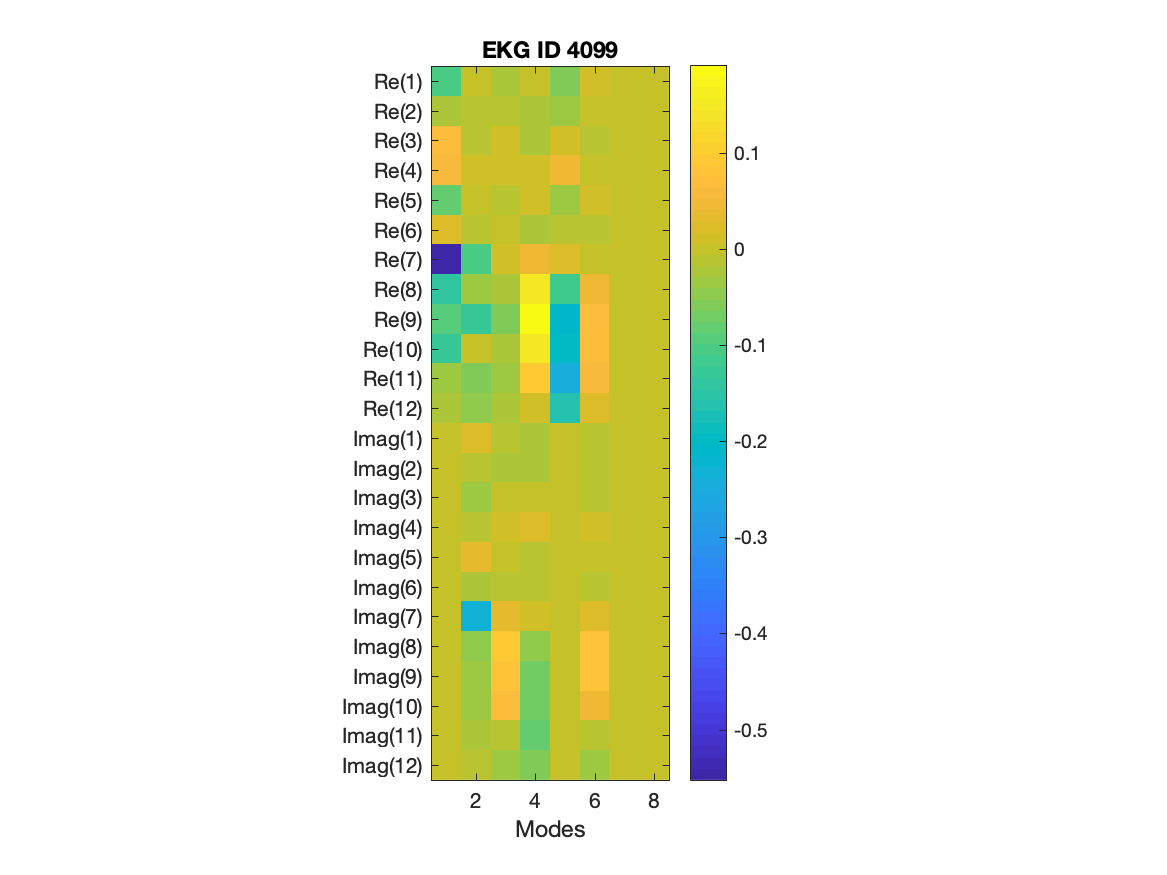 EKG ID 4099
Re(1)
Re(2)
Re(3)
Re(4)
Re(5)
Re(6)
Re(7)
Re(8)
Re(9)
Re(10)
Re(11)
Re(12)
Imag(1)
Imag(2)
Imag(3)
Imag(4)
Imag(5)
Imag(6)
Imag(7)
Imag(8)
Imag(9)
Imag(10)
Imag(11)
Imag(12)
2 4 6 8
Modes
0.1
0
-0.1
-0.2
-0.3
-0.4
-0.5